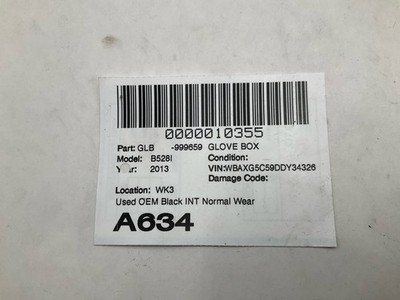 0000010355
Part: GLB -999659 GLOVE BOX
Model: B528I Condition:
Year: 2013 VIN:WBAXG5C59DDY34326
Damage Code:
Location: WK3
Used OEM Black INT Normal Wear
A634